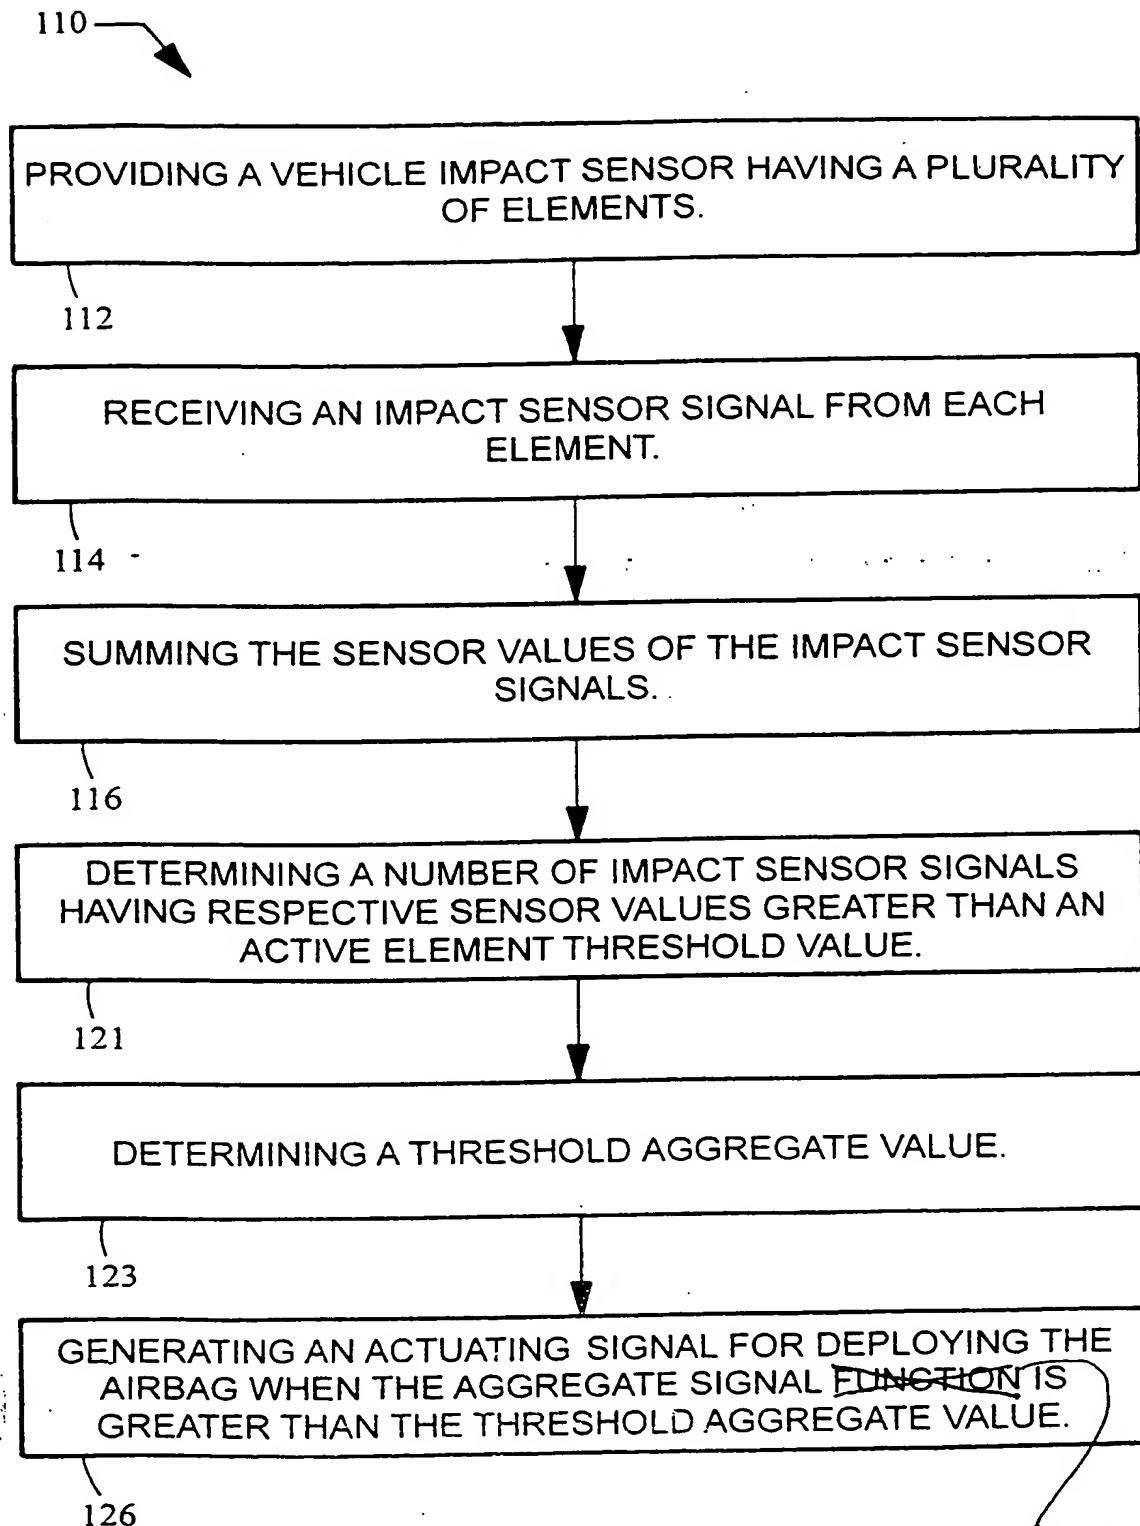 110
PROVIDING A VEHICLE IMPACT SENSOR HAVING A PLURALITY
OF ELEMENTS.
112
RECEIVING AN IMPACT SENSOR SIGNAL FROM EACH
ELEMENT.
114
SUMMING THE SENSOR VALUES OF THE IMPACT SENSOR
SIGNALS.
116
DETERMINING A NUMBER OF IMPACT SENSOR SIGNALS
HAVING RESPECTIVE SENSOR VALUES GREATER THAN AN
ACTIVE ELEMENT THRESHOLD VALUE.
121
DETERMINING A THRESHOLD AGGREGATE VALUE.
123
GENERATING AN ACTUATING SIGNAL FOR DEPLOYING THE
AIRBAG WHEN THE AGGREGATE SIGNAL FUNCTION IS
GREATER THAN THE THRESHOLD AGGREGATE VALUE.
126